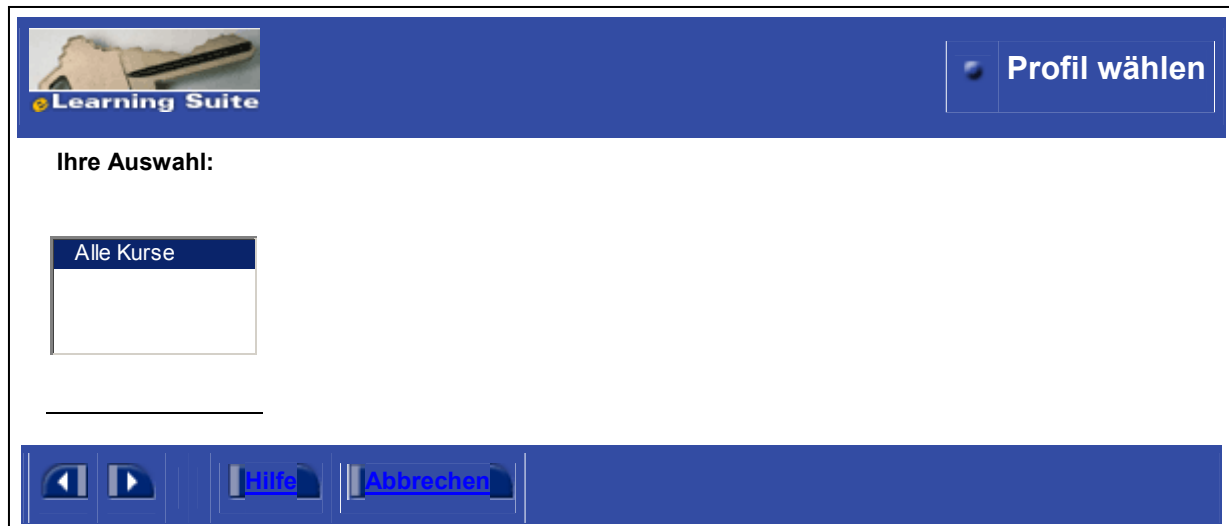 eLearning Suite
Profil wählen
Ihre Auswahl:
Alle Kurse
Hilfe Abbrechen